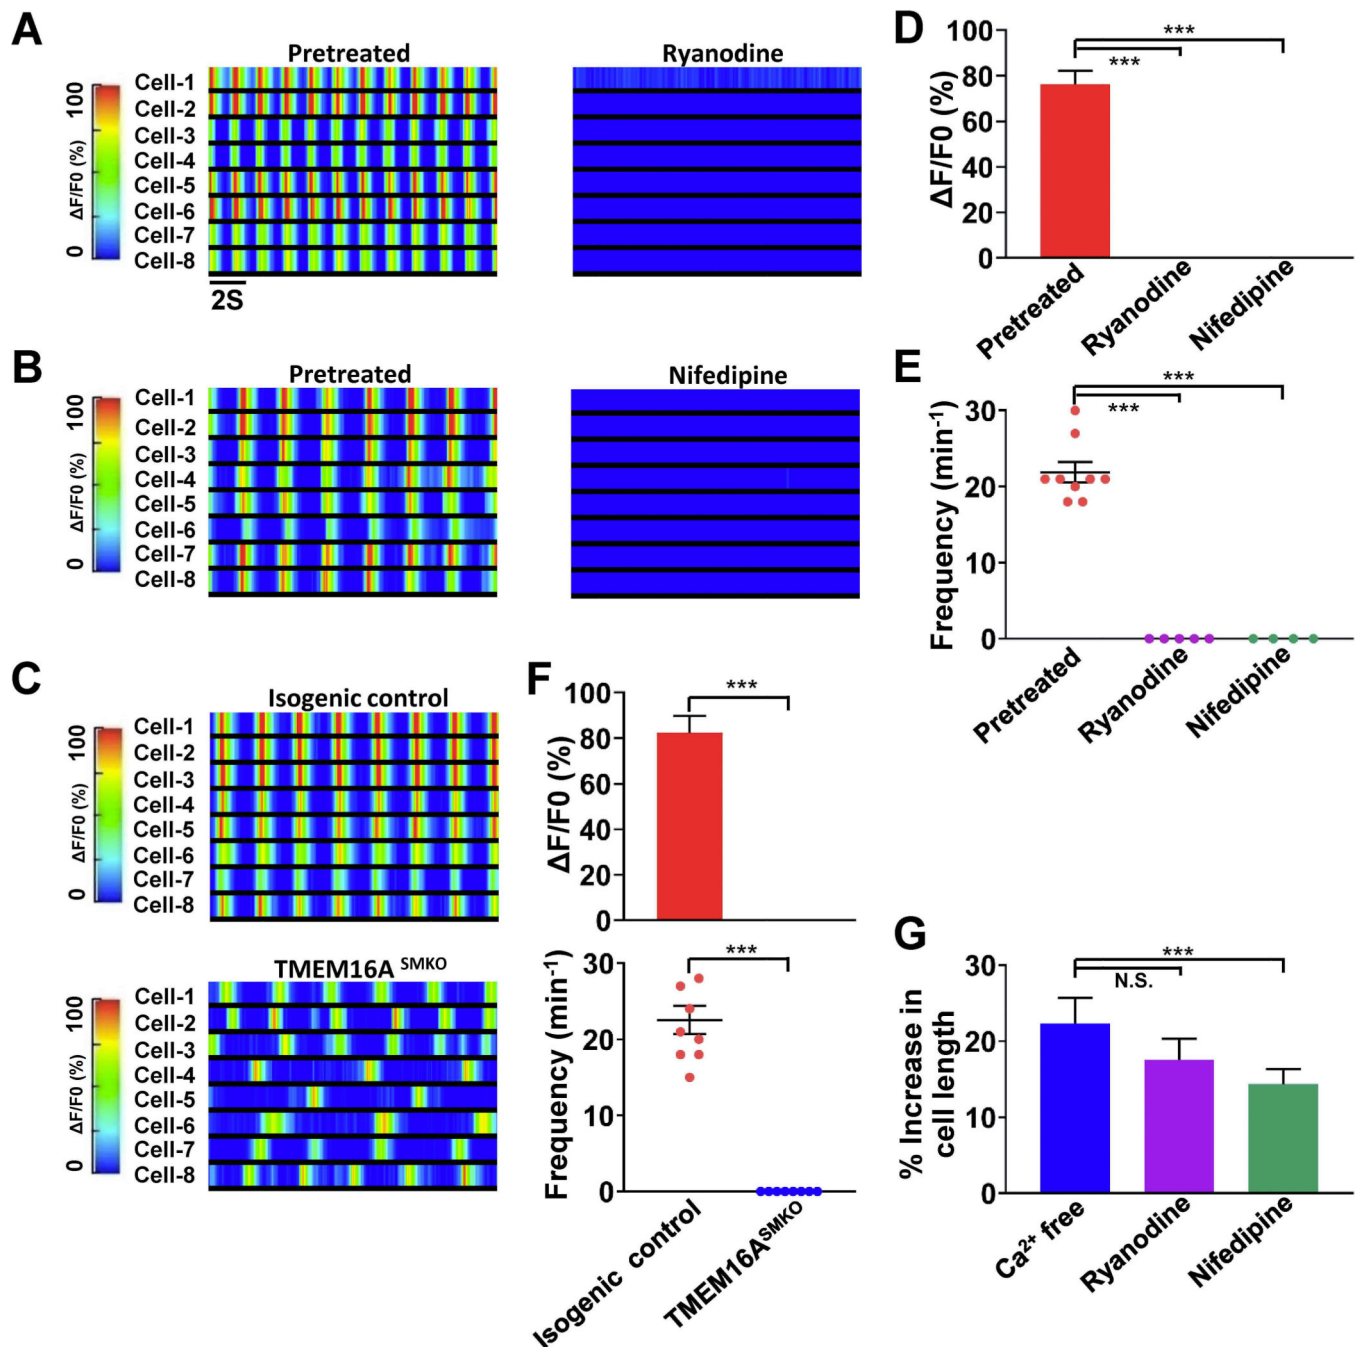 A
Pretreated
Ryanodine
100
ΔF/F0 (%)
0
Cell-1
Cell-2
Cell-3
Cell-4
Cell-5
Cell-6
Cell-7
Cell-8
2S
B
Pretreated
Nifedipine
100
ΔF/F0 (%)
0
Cell-1
Cell-2
Cell-3
Cell-4
Cell-5
Cell-6
Cell-7
Cell-8
C
Isogenic control
100
ΔF/F0 (%)
0
Cell-1
Cell-2
Cell-3
Cell-4
Cell-5
Cell-6
Cell-7
Cell-8
TMEM16A SMKO
100
ΔF/F0 (%)
0
Cell-1
Cell-2
Cell-3
Cell-4
Cell-5
Cell-6
Cell-7
Cell-8
D
ΔF/F0 (%)
100
80
60
40
20
0
***
***
Pretreated
Ryanodine
Nifedipine
E
Frequency (min-1)
30
20
10
0
***
***
Pretreated
Ryanodine
Nifedipine
F
ΔF/F0 (%)
100
80
60
40
20
0
***
Frequency (min-1)
30
20
10
0
***
Isogenic control
TMEM16ASMKO
G
% Increase in
cell length
30
20
10
0
***
N.S.
Ca2+ free
Ryanodine
Nifedipine